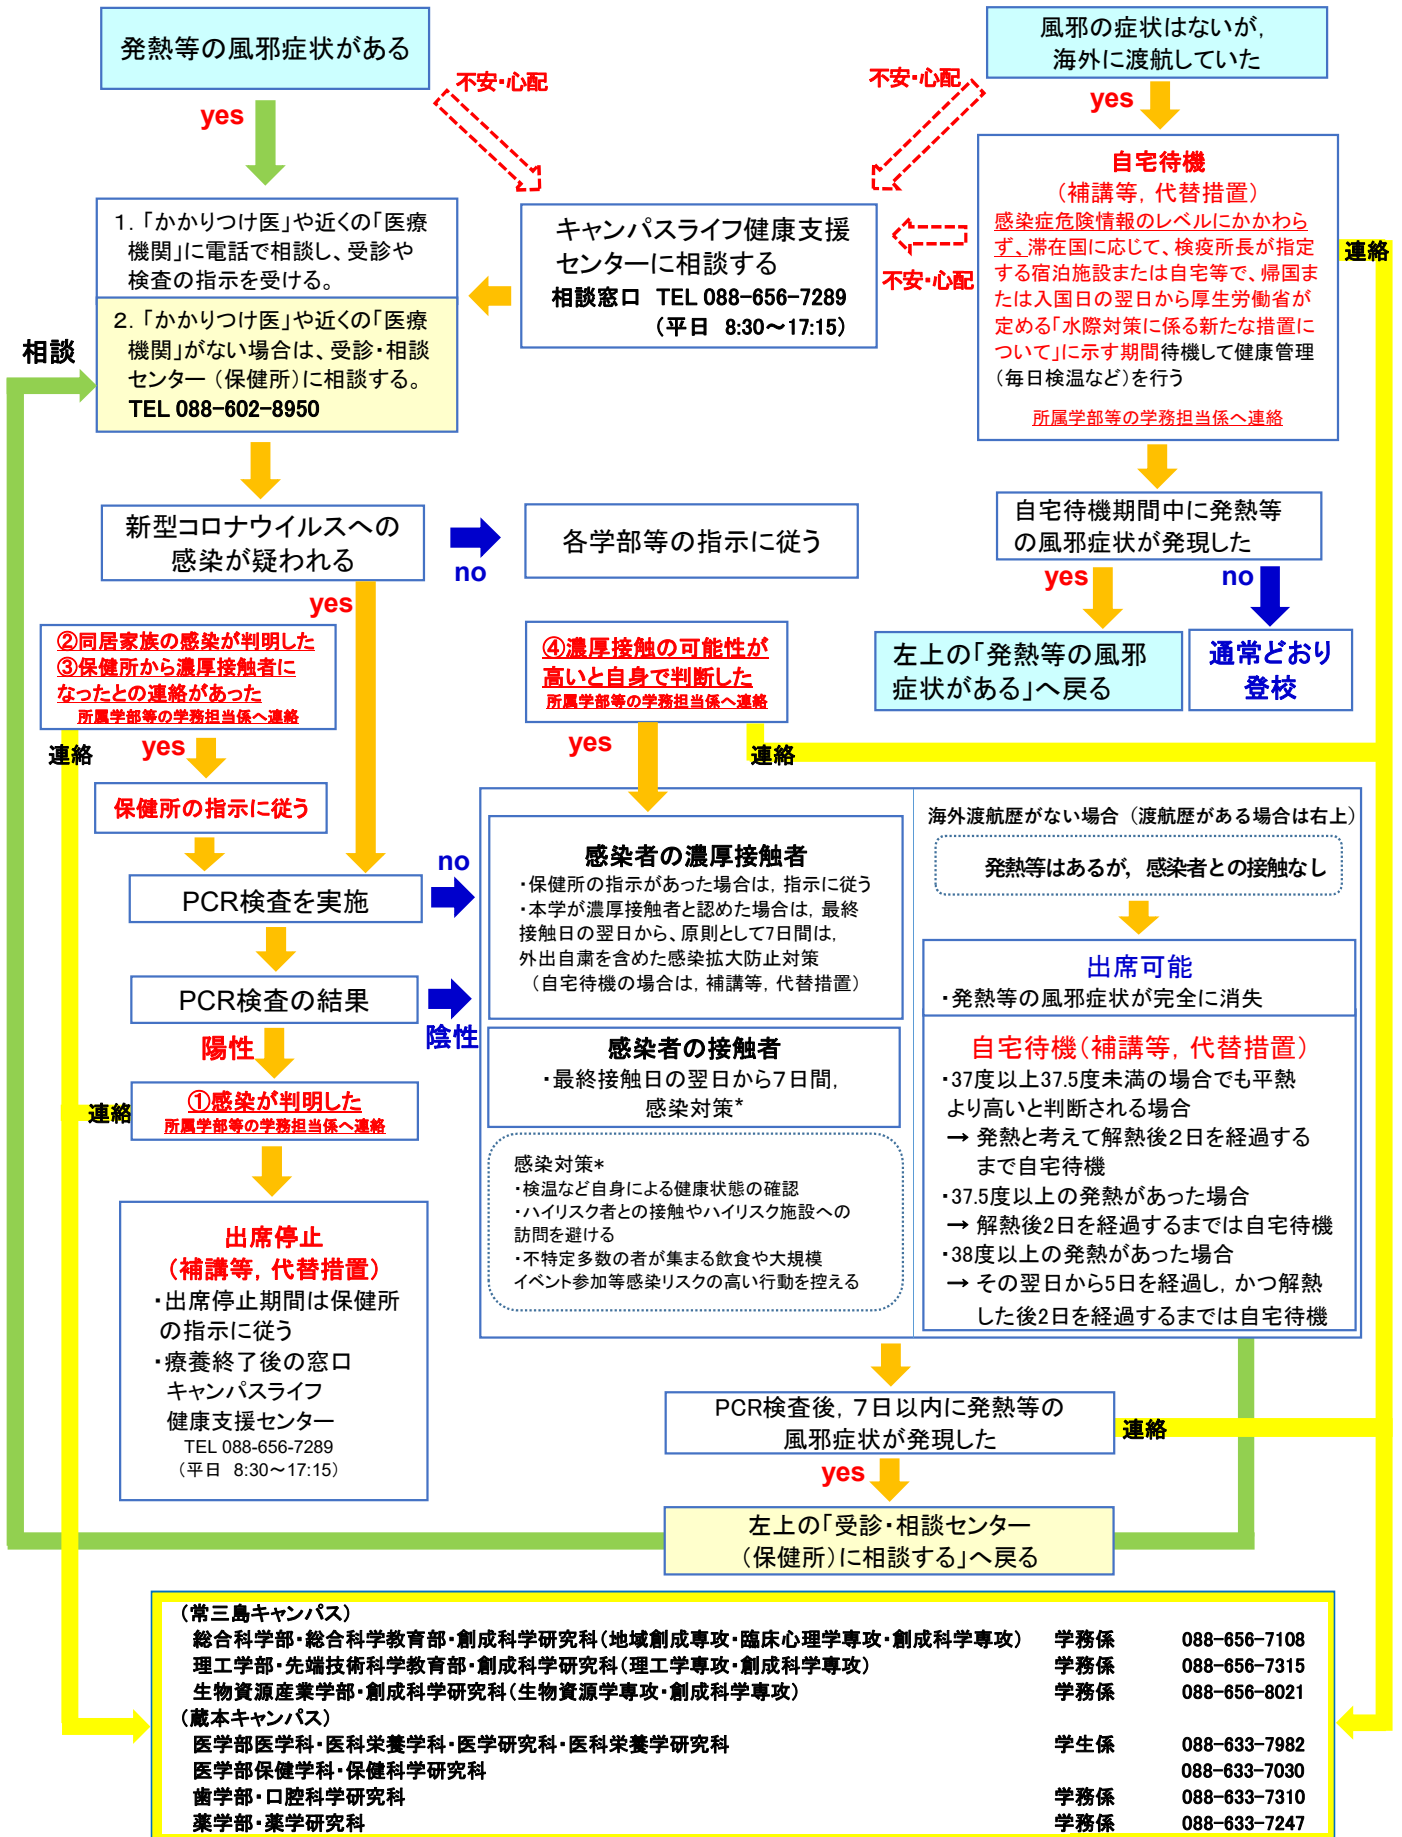 発熱等の風邪症状がある
風邪の症状はないが,
海外に渡航していた
不安・心配
不安・心配
yes
yes
自宅待機
（補講等, 代替措置）
感染症危険情報のレベルにかかわら
ず、滞在国に応じて、検疫所長が指定
する宿泊施設または自宅等で、帰国ま
たは入国日の翌日から厚生労働省が
定める「水際対策に係る新たな措置に
ついて」に示す期間待機して健康管理
（毎日検温など）を行う
所属学部等の学務担当係へ連絡
連絡
1. 「かかりつけ医」や近くの「医療
機関」に電話で相談し、受診や
検査の指示を受ける。
2. 「かかりつけ医」や近くの「医療
機関」がない場合は、受診・相談
センター（保健所）に相談する。
TEL 088-602-8950
キャンパスライフ健康支援
センターに相談する
相談窓口 TEL 088-656-7289
（平日 8:30～17:15）
不安・心配
相談
新型コロナウイルスへの
感染が疑われる
no
各学部等の指示に従う
自宅待機期間中に発熱等
の風邪症状が発現した
yes
no
yes
左上の「発熱等の風邪
症状がある」へ戻る
通常どおり
登校
②同居家族の感染が判明した
③保健所から濃厚接触者に
なったとの連絡があった
所属学部等の学務担当係へ連絡
④濃厚接触の可能性が
高いと自身で判断した
所属学部等の学務担当係へ連絡
連絡
yes
yes
連絡
保健所の指示に従う
PCR検査を実施
no
PCR検査の結果
陰性
陽性
①感染が判明した
所属学部等の学務担当係へ連絡
連絡
出席停止
（補講等, 代替措置）
・出席停止期間は保健所
の指示に従う
・療養終了後の窓口
キャンパスライフ
健康支援センター
TEL 088-656-7289
（平日 8:30～17:15）
感染者の濃厚接触者
・保健所の指示があった場合は, 指示に従う
・本学が濃厚接触者と認めた場合は, 最終
接触日の翌日から、原則として7日間は,
外出自粛を含めた感染拡大防止対策
（自宅待機の場合は, 補講等, 代替措置）
感染者の接触者
・最終接触日の翌日から７日間,
感染対策*
感染対策*
・検温など自身による健康状態の確認
・ハイリスク者との接触やハイリスク施設への
訪問を避ける
・不特定多数の者が集まる飲食や大規模
イベント参加等感染リスクの高い行動を控える
海外渡航歴がない場合（渡航歴がある場合は右上）
発熱等はあるが, 感染者との接触なし
出席可能
・発熱等の風邪症状が完全に消失
自宅待機（補講等, 代替措置）
・37度以上37.5度未満の場合でも平熱
より高いと判断される場合
→ 発熱と考えて解熱後２日を経過する
まで自宅待機
・37.5度以上の発熱があった場合
→ 解熱後2日を経過するまでは自宅待機
・38度以上の発熱があった場合
→ その翌日から5日を経過し, かつ解熱
した後2日を経過するまでは自宅待機
PCR検査後, ７日以内に発熱等の
風邪症状が発現した
連絡
yes
左上の「受診・相談センター
（保健所）に相談する」へ戻る
（常三島キャンパス）
総合科学部・総合科学教育部・創成科学研究科（地域創成専攻・臨床心理学専攻・創成科学専攻） 学務係 088-656-7108
理工学部・先端技術科学教育部・創成科学研究科（理工学専攻・創成科学専攻） 学務係 088-656-7315
生物資源産業学部・創成科学研究科（生物資源学専攻・創成科学専攻） 学務係 088-656-8021
（蔵本キャンパス）
医学部医学科・医科栄養学科・医学研究科・医科栄養学研究科 学生係 088-633-7982
医学部保健学科・保健科学研究科 088-633-7030
歯学部・口腔科学研究科 学務係 088-633-7310
薬学部・薬学研究科 学務係 088-633-7247